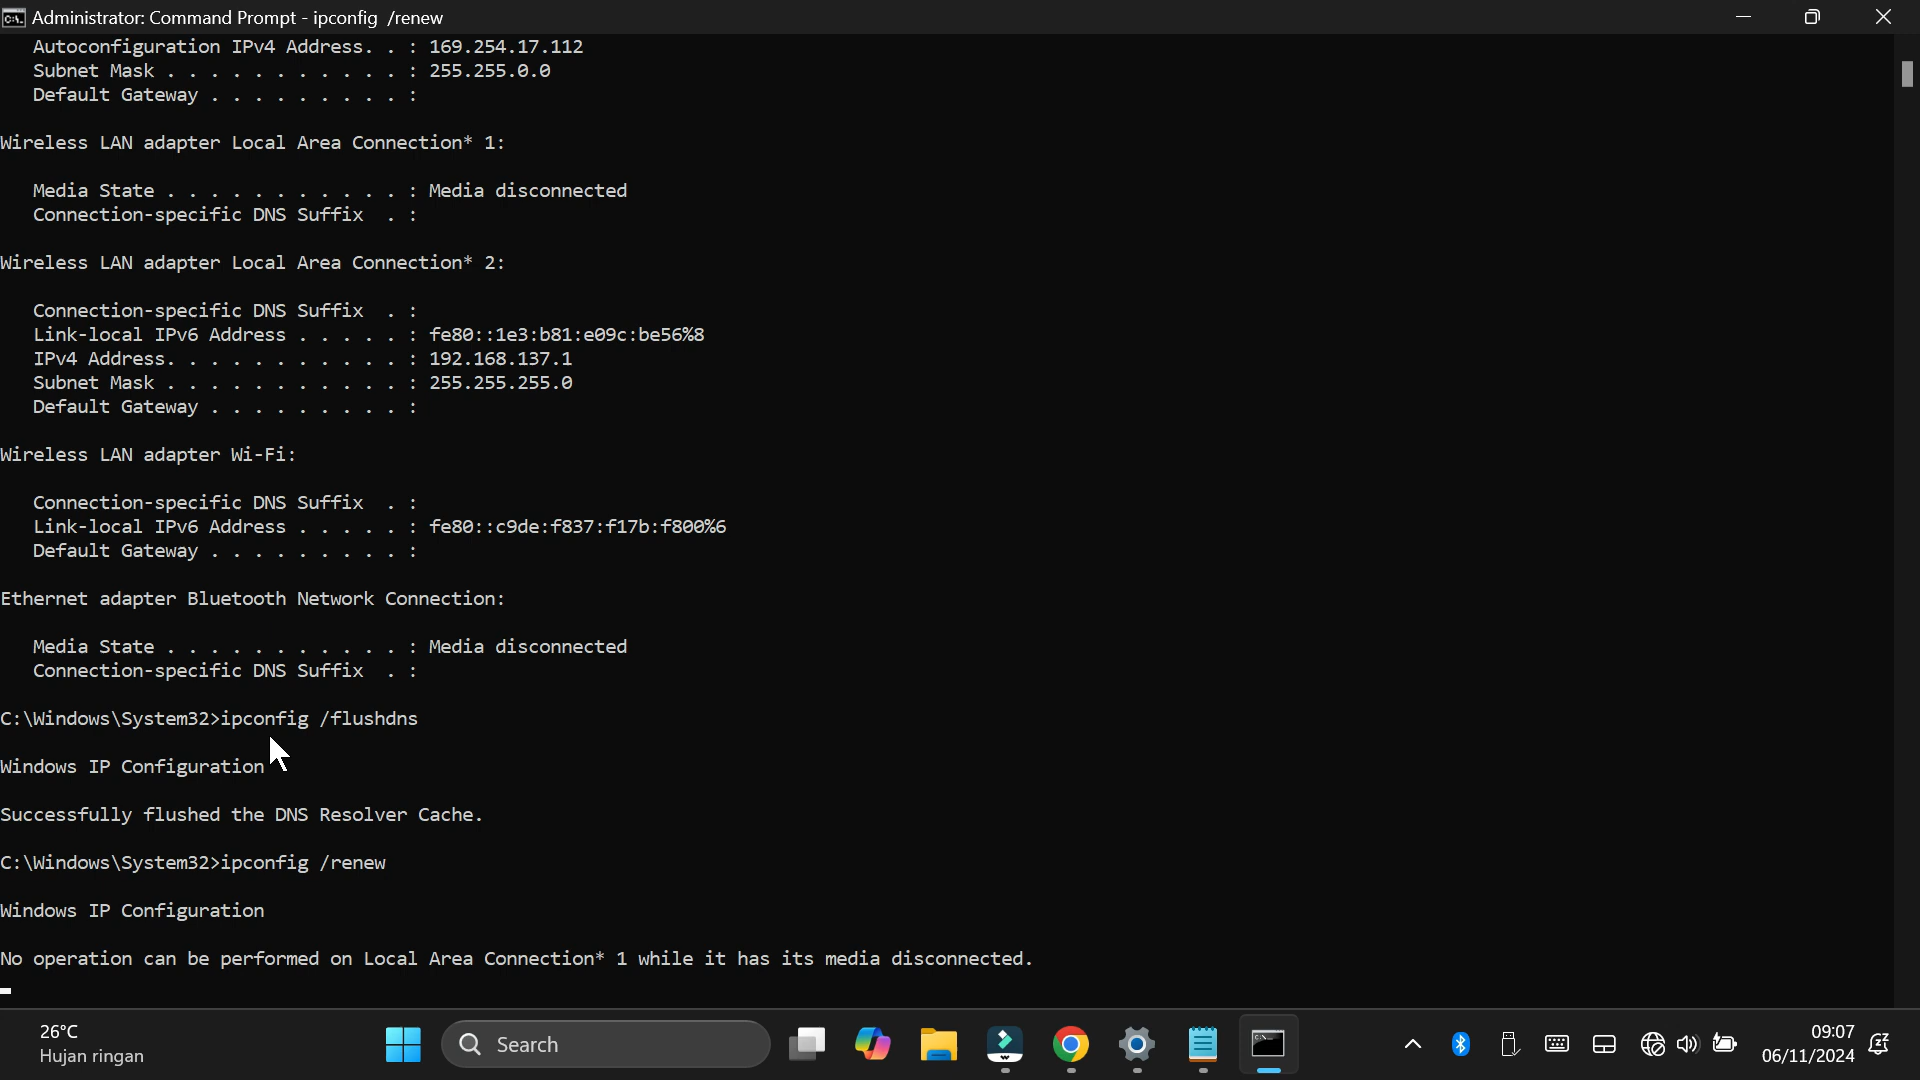 Administrator: Command Prompt - ipconfig  /renew
Autoconfiguration IPv4 Address. . : 169.254.17.112
Subnet Mask . . . . . . . . . . . : 255.255.0.0
Default Gateway . . . . . . . . . :
Wireless LAN adapter Local Area Connection* 1:
Media State . . . . . . . . . . . : Media disconnected
Connection-specific DNS Suffix  . :
Wireless LAN adapter Local Area Connection* 2:
Connection-specific DNS Suffix  . :
Link-local IPv6 Address . . . . . : fe80::1e3:b81:e09c:be56%8
IPv4 Address. . . . . . . . . . . : 192.168.137.1
Subnet Mask . . . . . . . . . . . : 255.255.255.0
Default Gateway . . . . . . . . . :
Wireless LAN adapter Wi-Fi:
Connection-specific DNS Suffix  . :
Link-local IPv6 Address . . . . . : fe80::c9de:f837:f17b:f800%6
Default Gateway . . . . . . . . . :
Ethernet adapter Bluetooth Network Connection:
Media State . . . . . . . . . . . : Media disconnected
Connection-specific DNS Suffix  . :
C:\Windows\System32>ipconfig /flushdns
Windows IP Configuration
Successfully flushed the DNS Resolver Cache.
C:\Windows\System32>ipconfig /renew
Windows IP Configuration
No operation can be performed on Local Area Connection* 1 while it has its media disconnected.
26°C
Hujan ringan
Search
09:07
06/11/2024